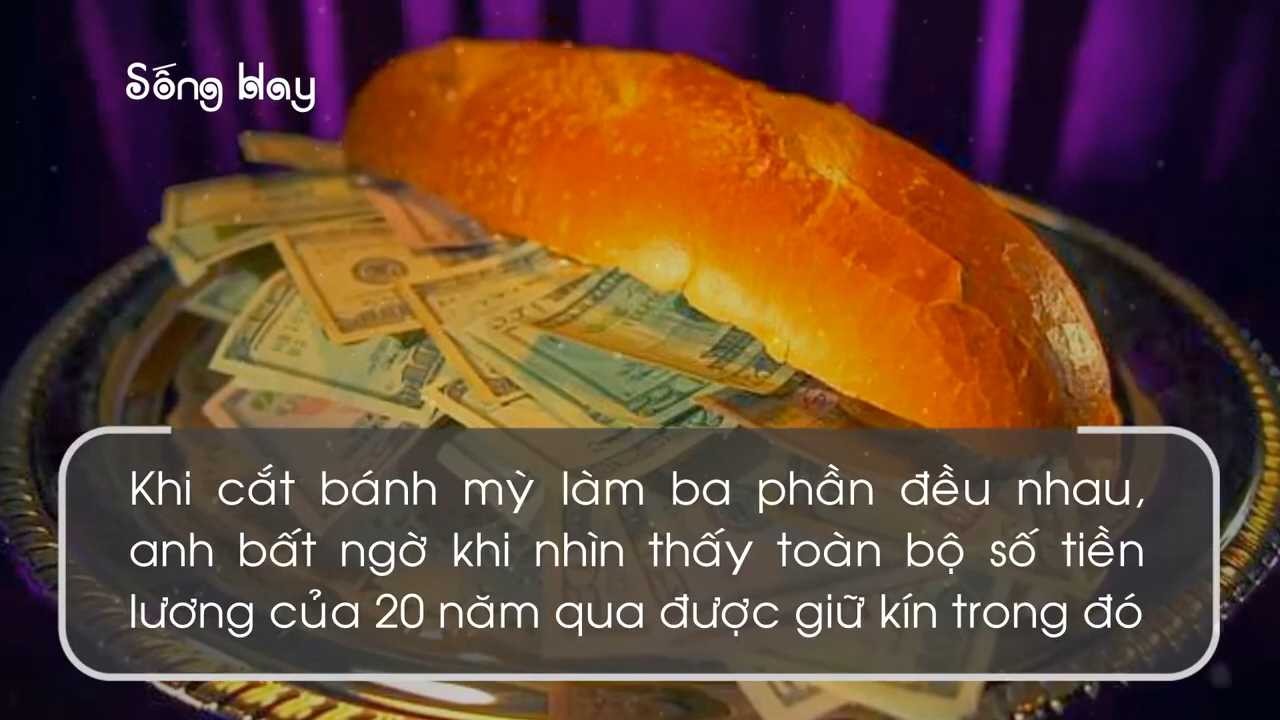 Sống Hay
Khi cắt bánh mỳ làm ba phần đều nhau,
anh bất ngờ khi nhìn thấy toàn bộ số tiền
lương của 20 năm qua được giữ kín trong đó